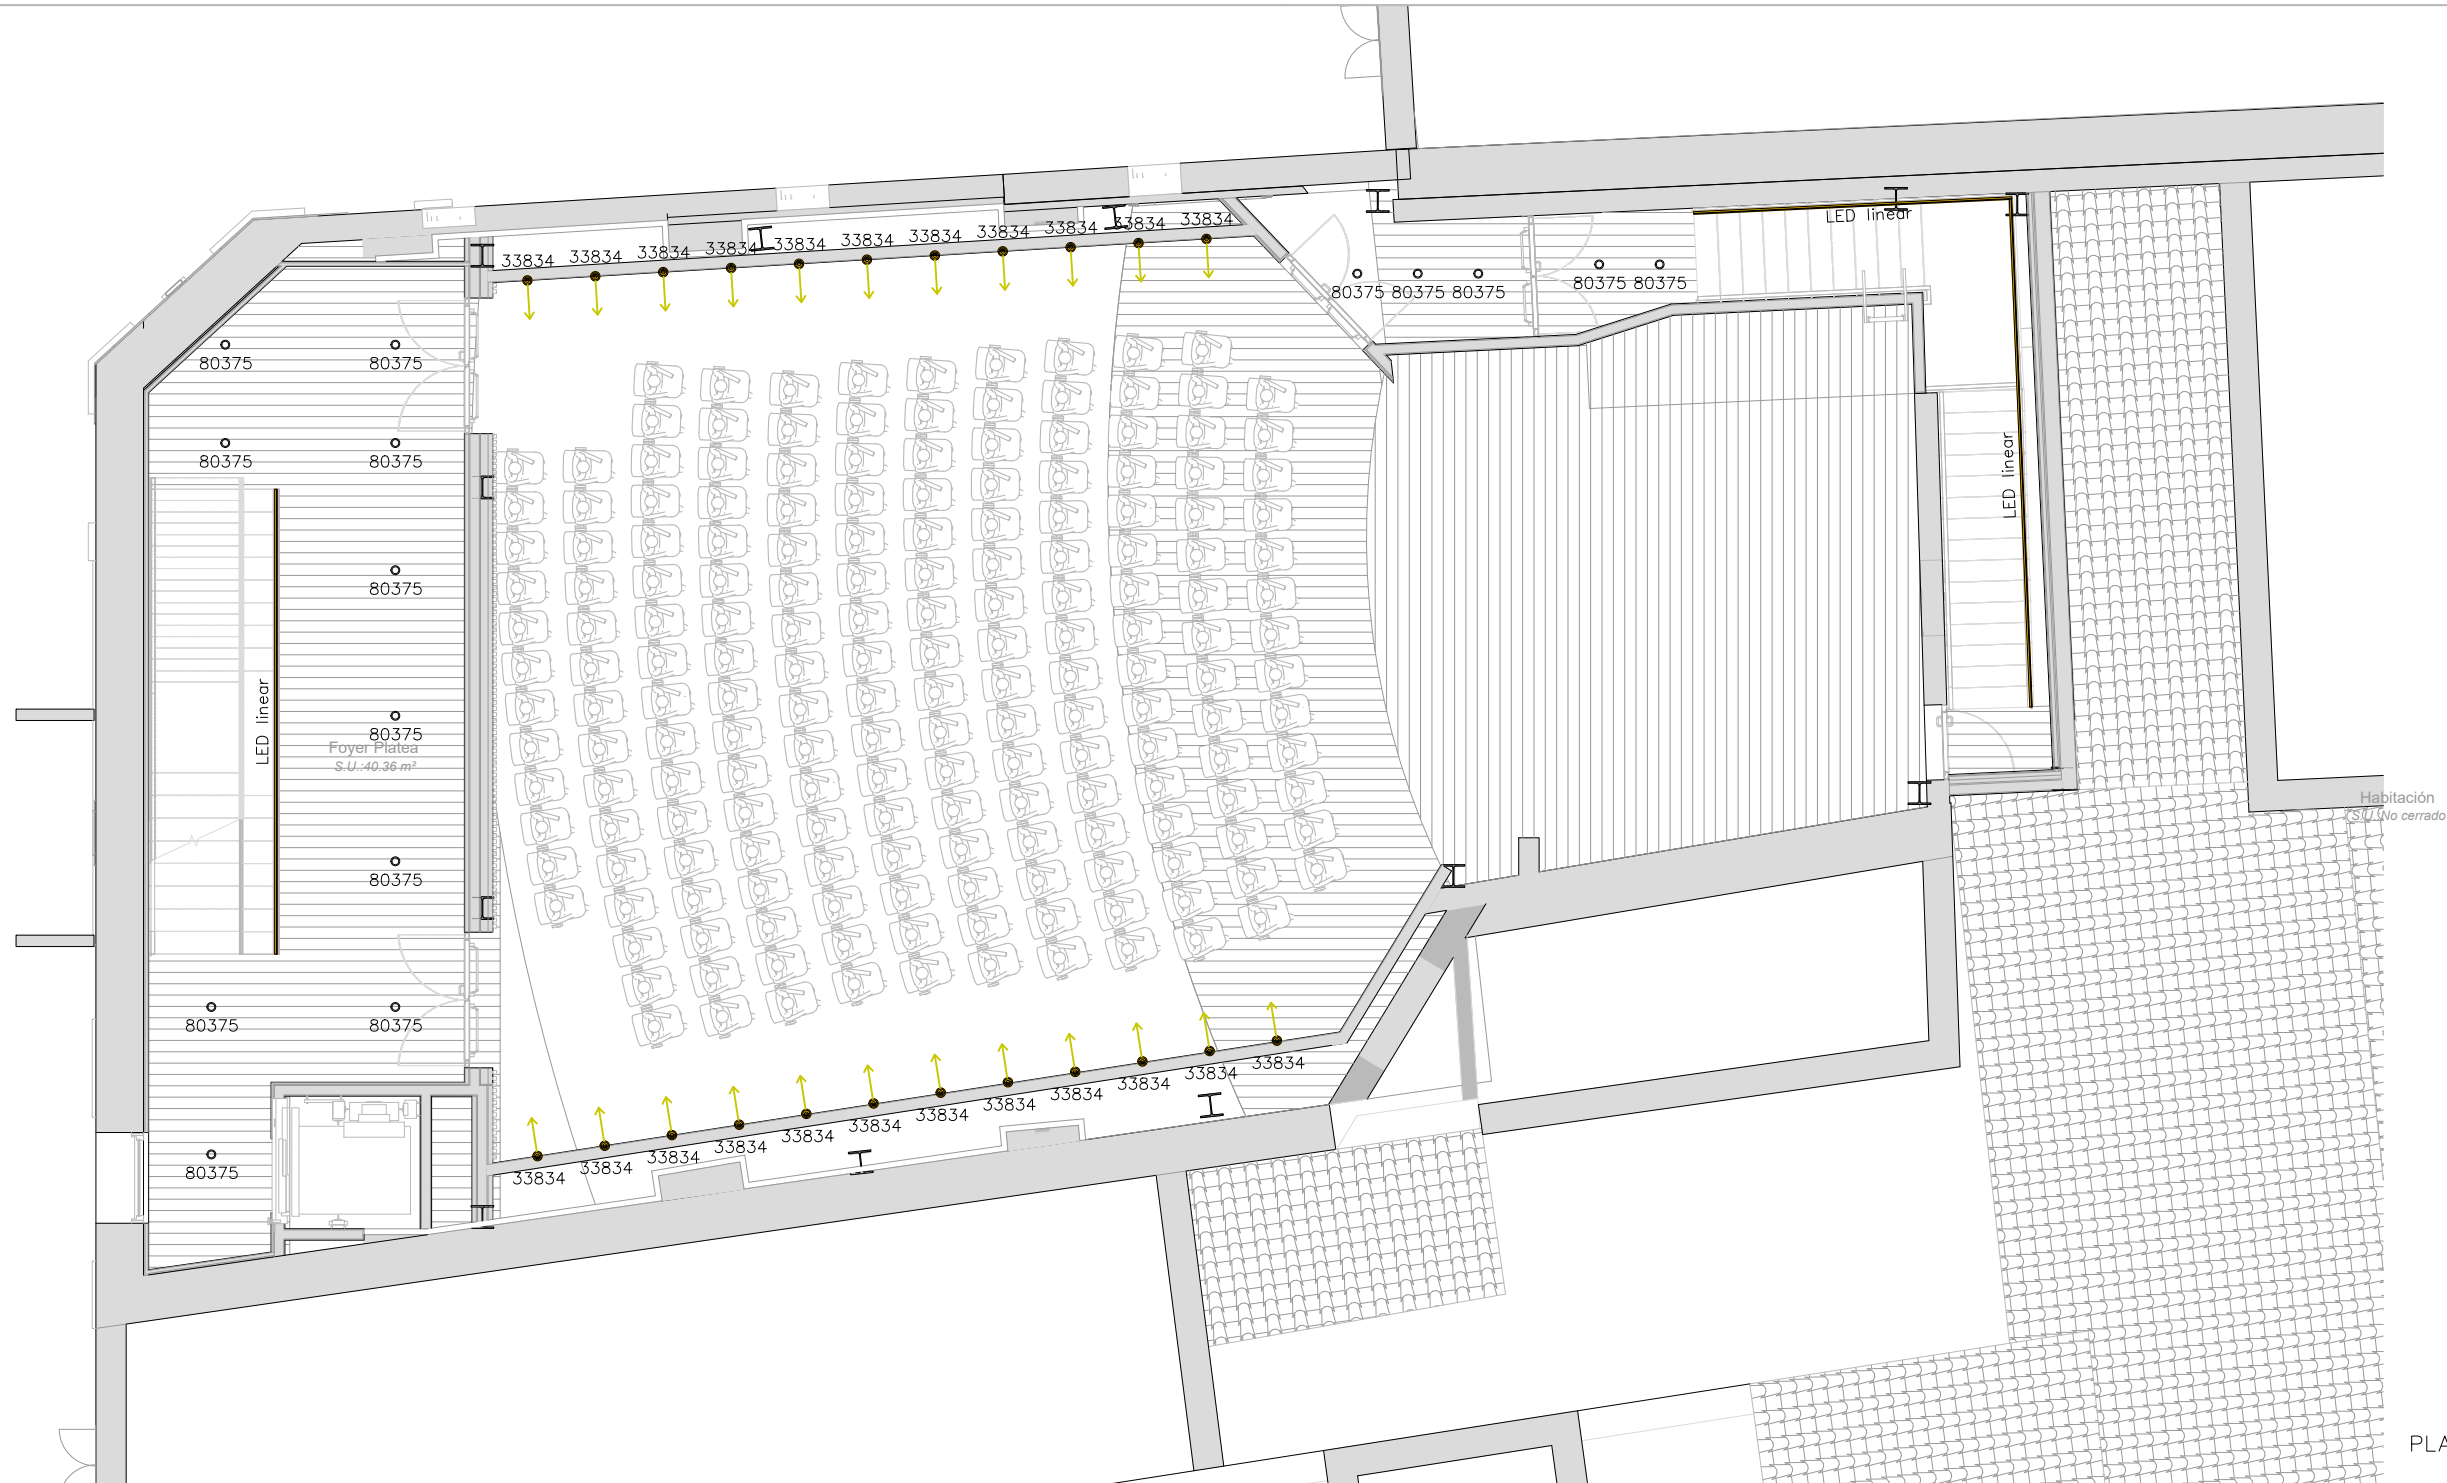 33834 33834 33834 33834 33834 33834 33834 33834 33834 33834 33834
LED linear
80375 80375 80375 80375 80375
80375 80375
80375 80375
LED linear
80375
LED linear
80375
Foyer Platea
S.U.:40.36 m²
Habitación
S.U.:No cerrado
80375
80375 80375
80375
33834 33834 33834 33834 33834 33834 33834 33834 33834 33834 33834 33834
PLA